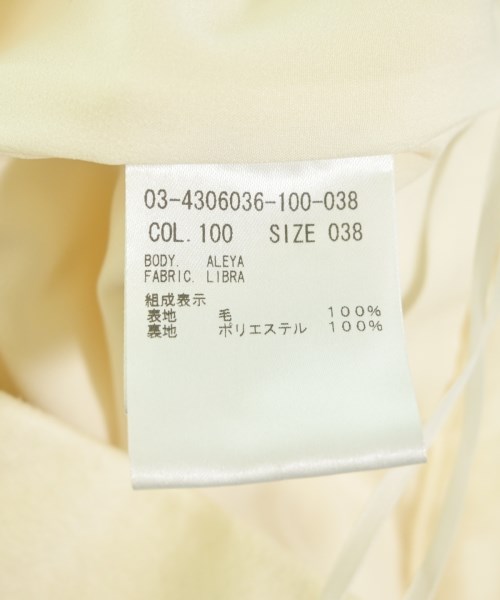 03-4306036-100-038
COL. 100 SIZE 038
BODY. ALEYA
FABRIC. LIBRA
組成表示
表地 毛 100%
裏地 ポリエステル 100%